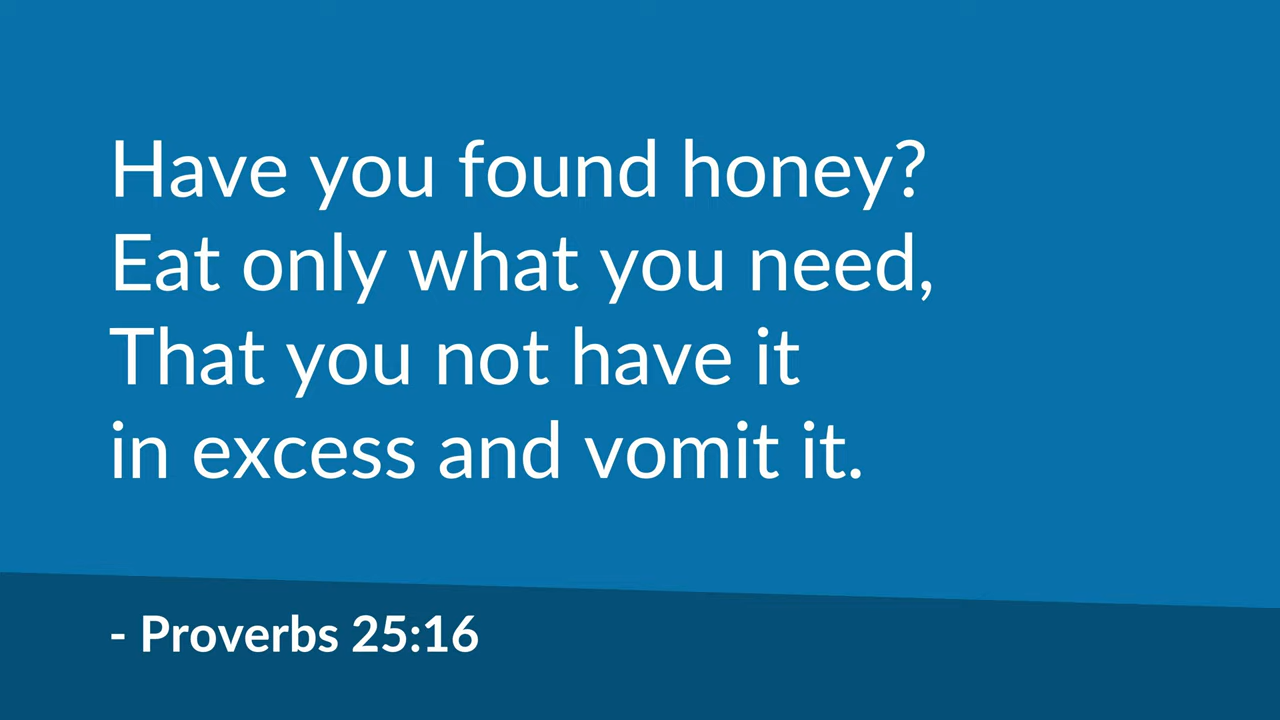 Have you found honey?
Eat only what you need,
That you not have it
in excess and vomit it.
- Proverbs 25:16